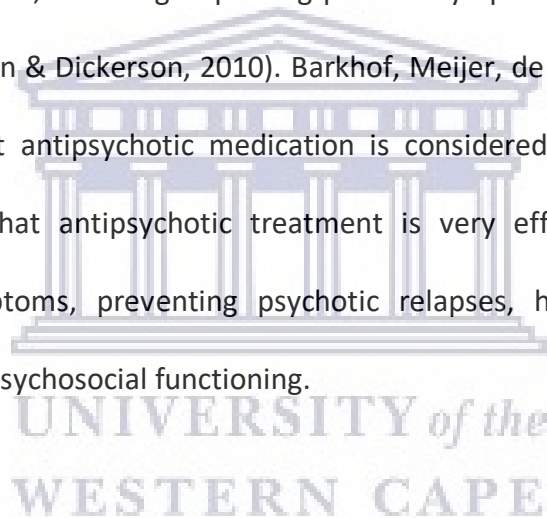 n & Dickerson, 2010). Barkhof, Meijer, de
t antipsychotic medication is considered
hat antipsychotic treatment is very eff
ptoms, preventing psychotic relapses, h
sychosocial functioning.
UNIVERSITY of the
WESTERN CAPE